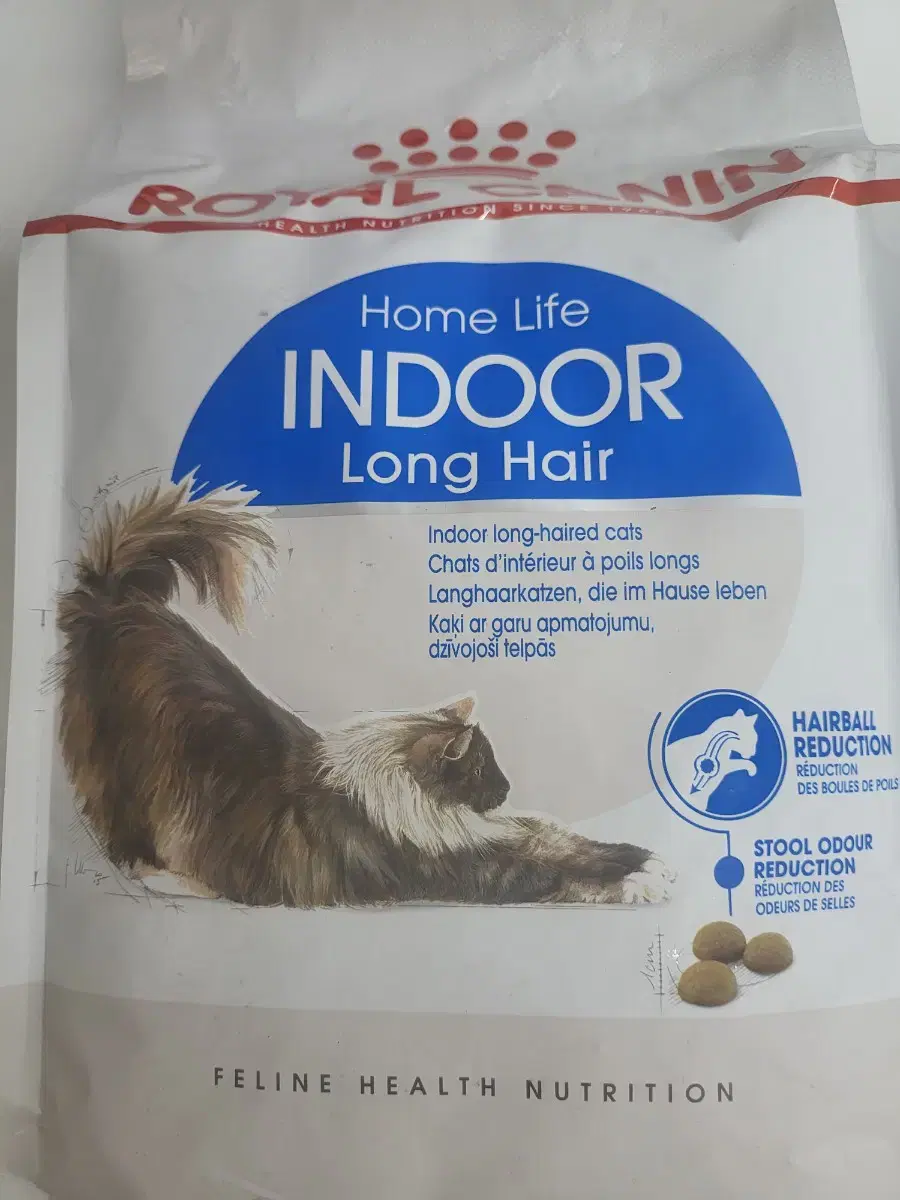 ROYAL CANIN
HEALTH NUTRITION SINCE 1968
Home Life
INDOOR
Long Hair
Indoor long-haired cats
Chats d'intérieur à poils longs
Langhaarkatzen, die im Hause leben
Kaķi ar garu apmatojumu,
dzīvojoši telpās
HAIRBALL
REDUCTION
RÉDUCTION
DES BOULES DE POILS
STOOL ODOUR
REDUCTION
RÉDUCTION DES
ODEURS DE SELLES
1cm
FELINE HEALTH NUTRITION